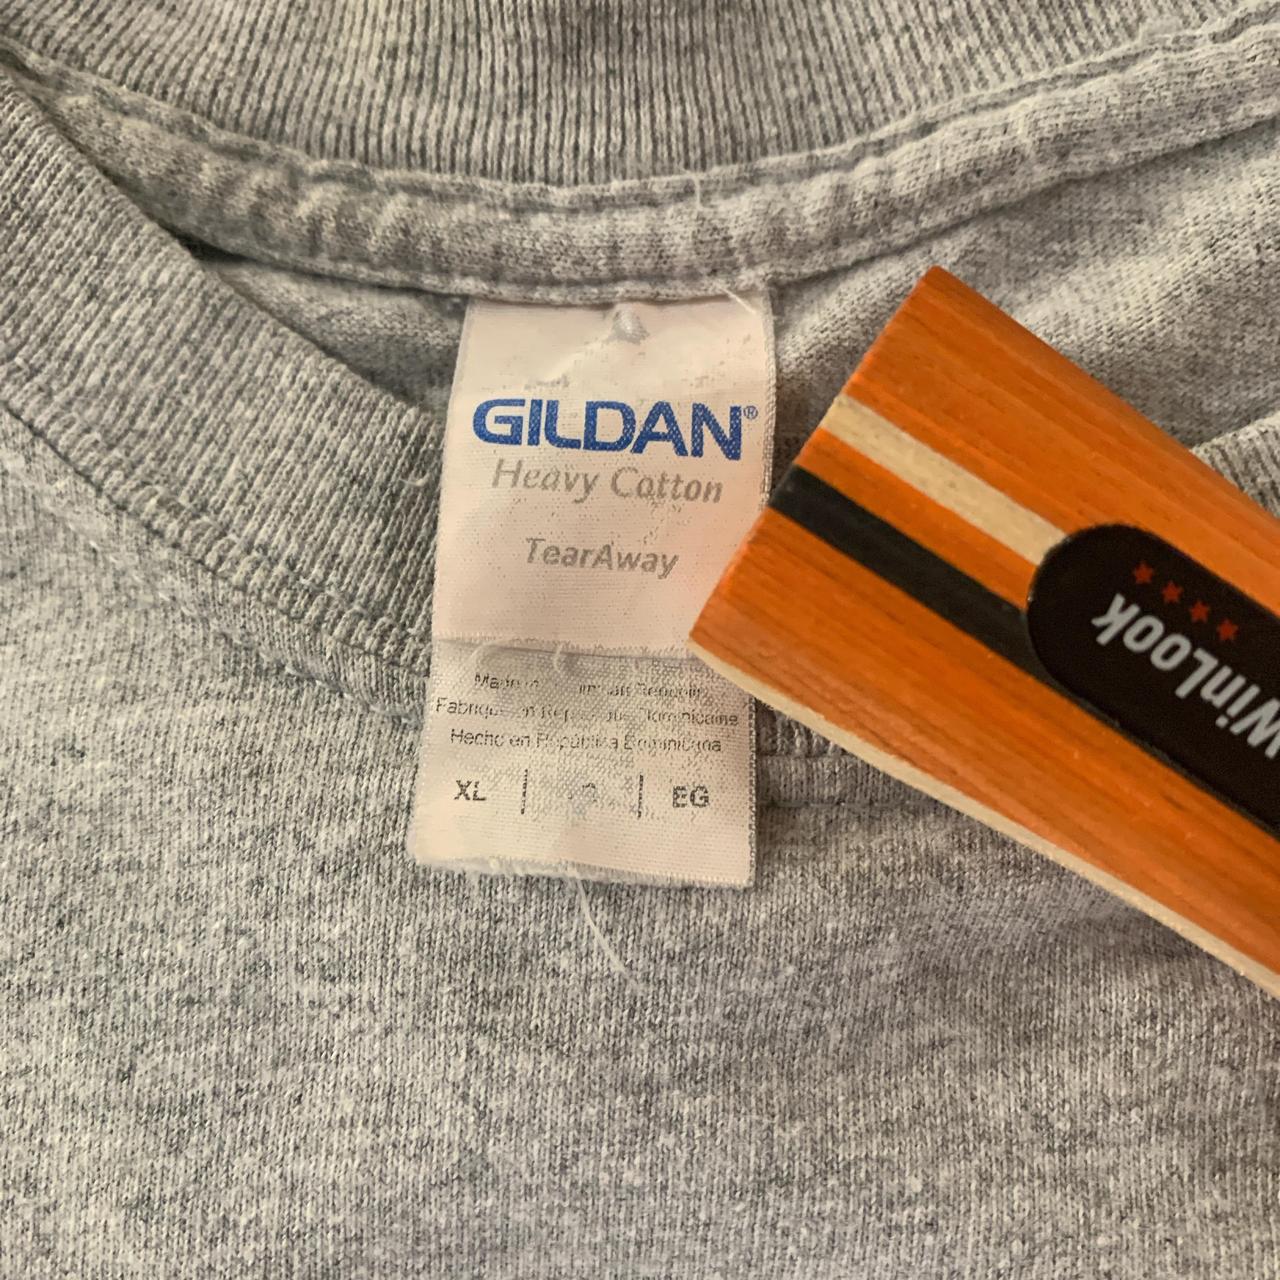 GILDAN®
Heavy Cotton
TearAway
Hecho en República Dominicana
XL | | EG
WinLook